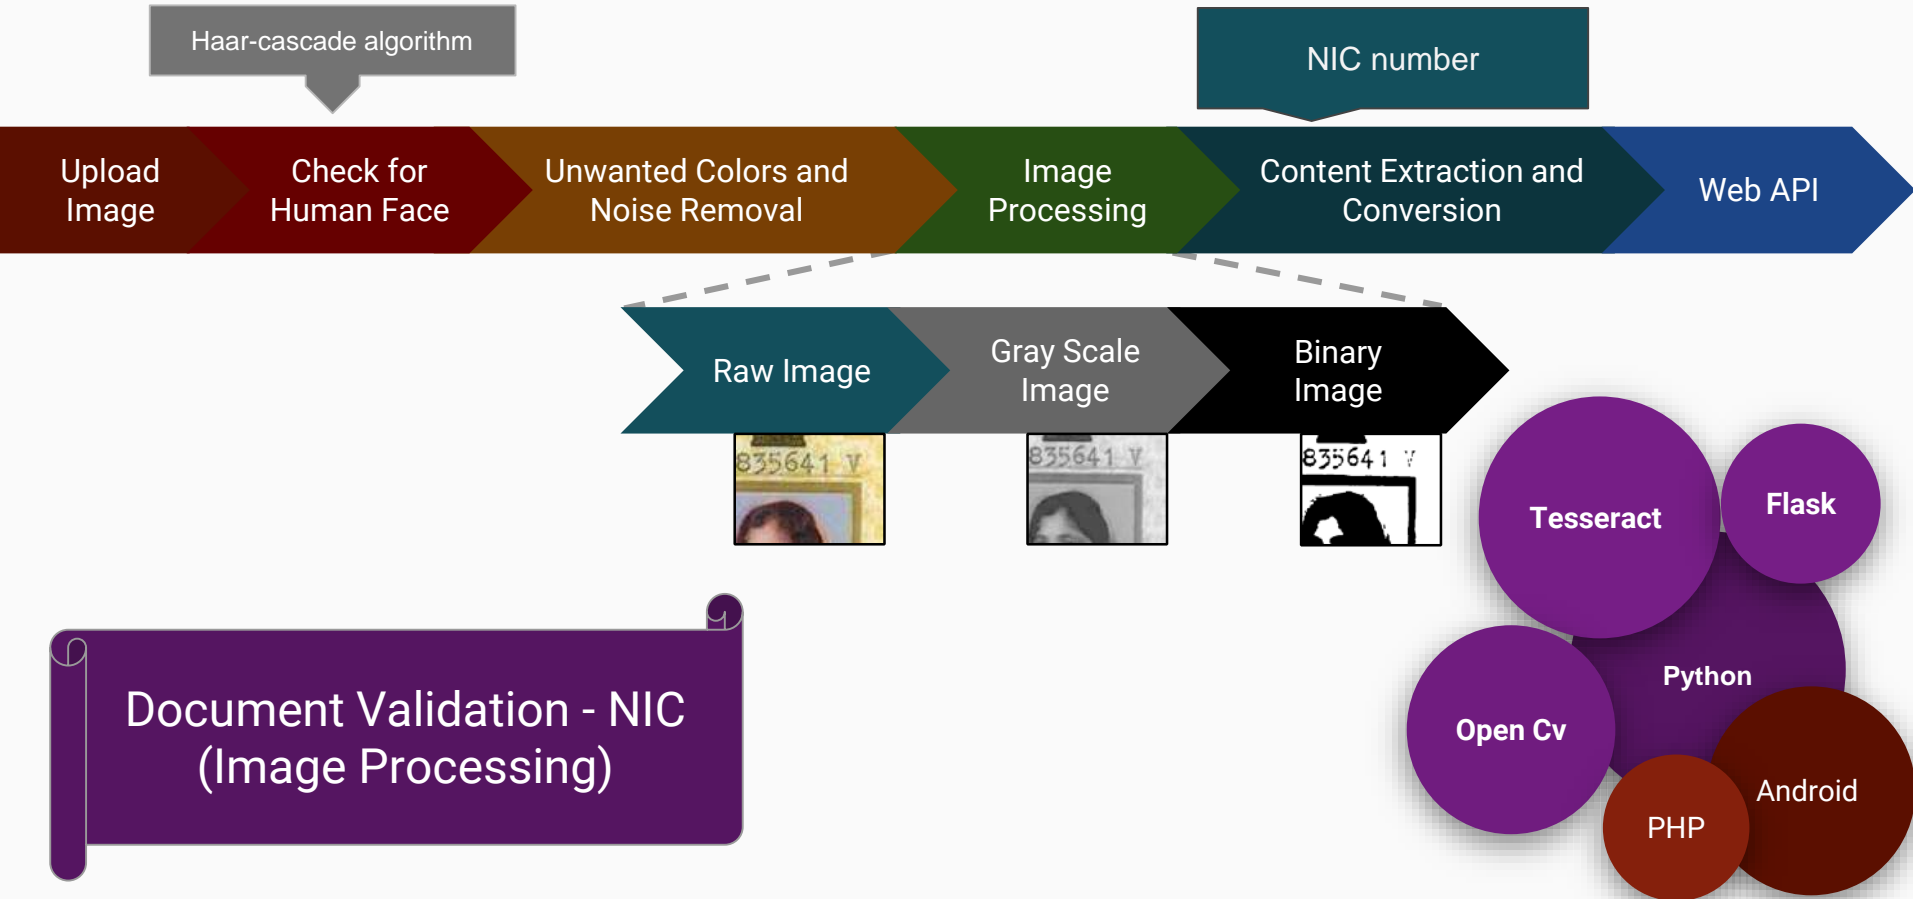 Haar-cascade algorithm
NIC number
Upload
Image
Check for
Human Face
Unwanted Colors and
Noise Removal
Image
Processing
Content Extraction and
Conversion
Web API
Raw Image
Gray Scale
Image
Binary
Image
835641 V
835641 V
835641 V
Tesseract
Flask
Python
Open Cv
Android
PHP
Document Validation - NIC
(Image Processing)